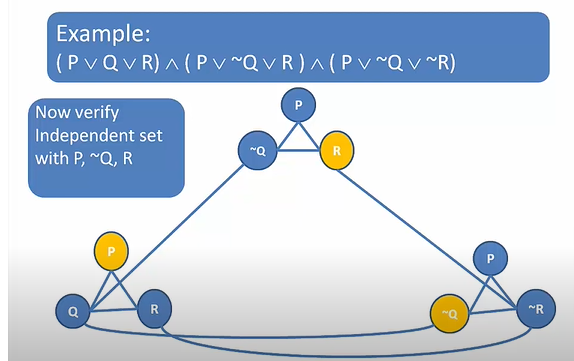 Example:
( P ∨ Q ∨ R) ∧ ( P ∨ ~Q ∨ R ) ∧ ( P ∨ ~Q ∨ ~R)
Now verify
Independent set
with P, ~Q, R
P
~Q
R
P
Q
R
P
~Q
~R